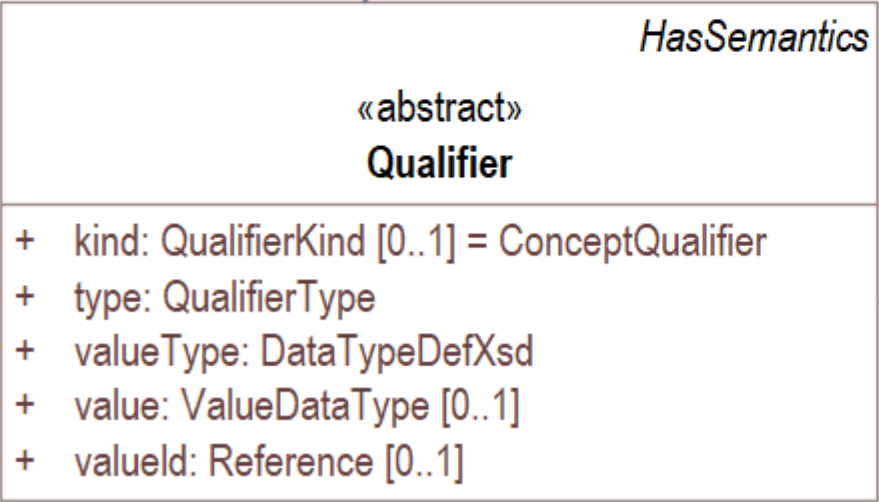 HasSemantics
«abstract»
Qualifier
+ kind: QualifierKind [0..1] = ConceptQualifier
+ type: QualifierType
+ valueType: DataTypeDefXsd
+ value: ValueDataType [0..1]
+ valueId: Reference [0..1]